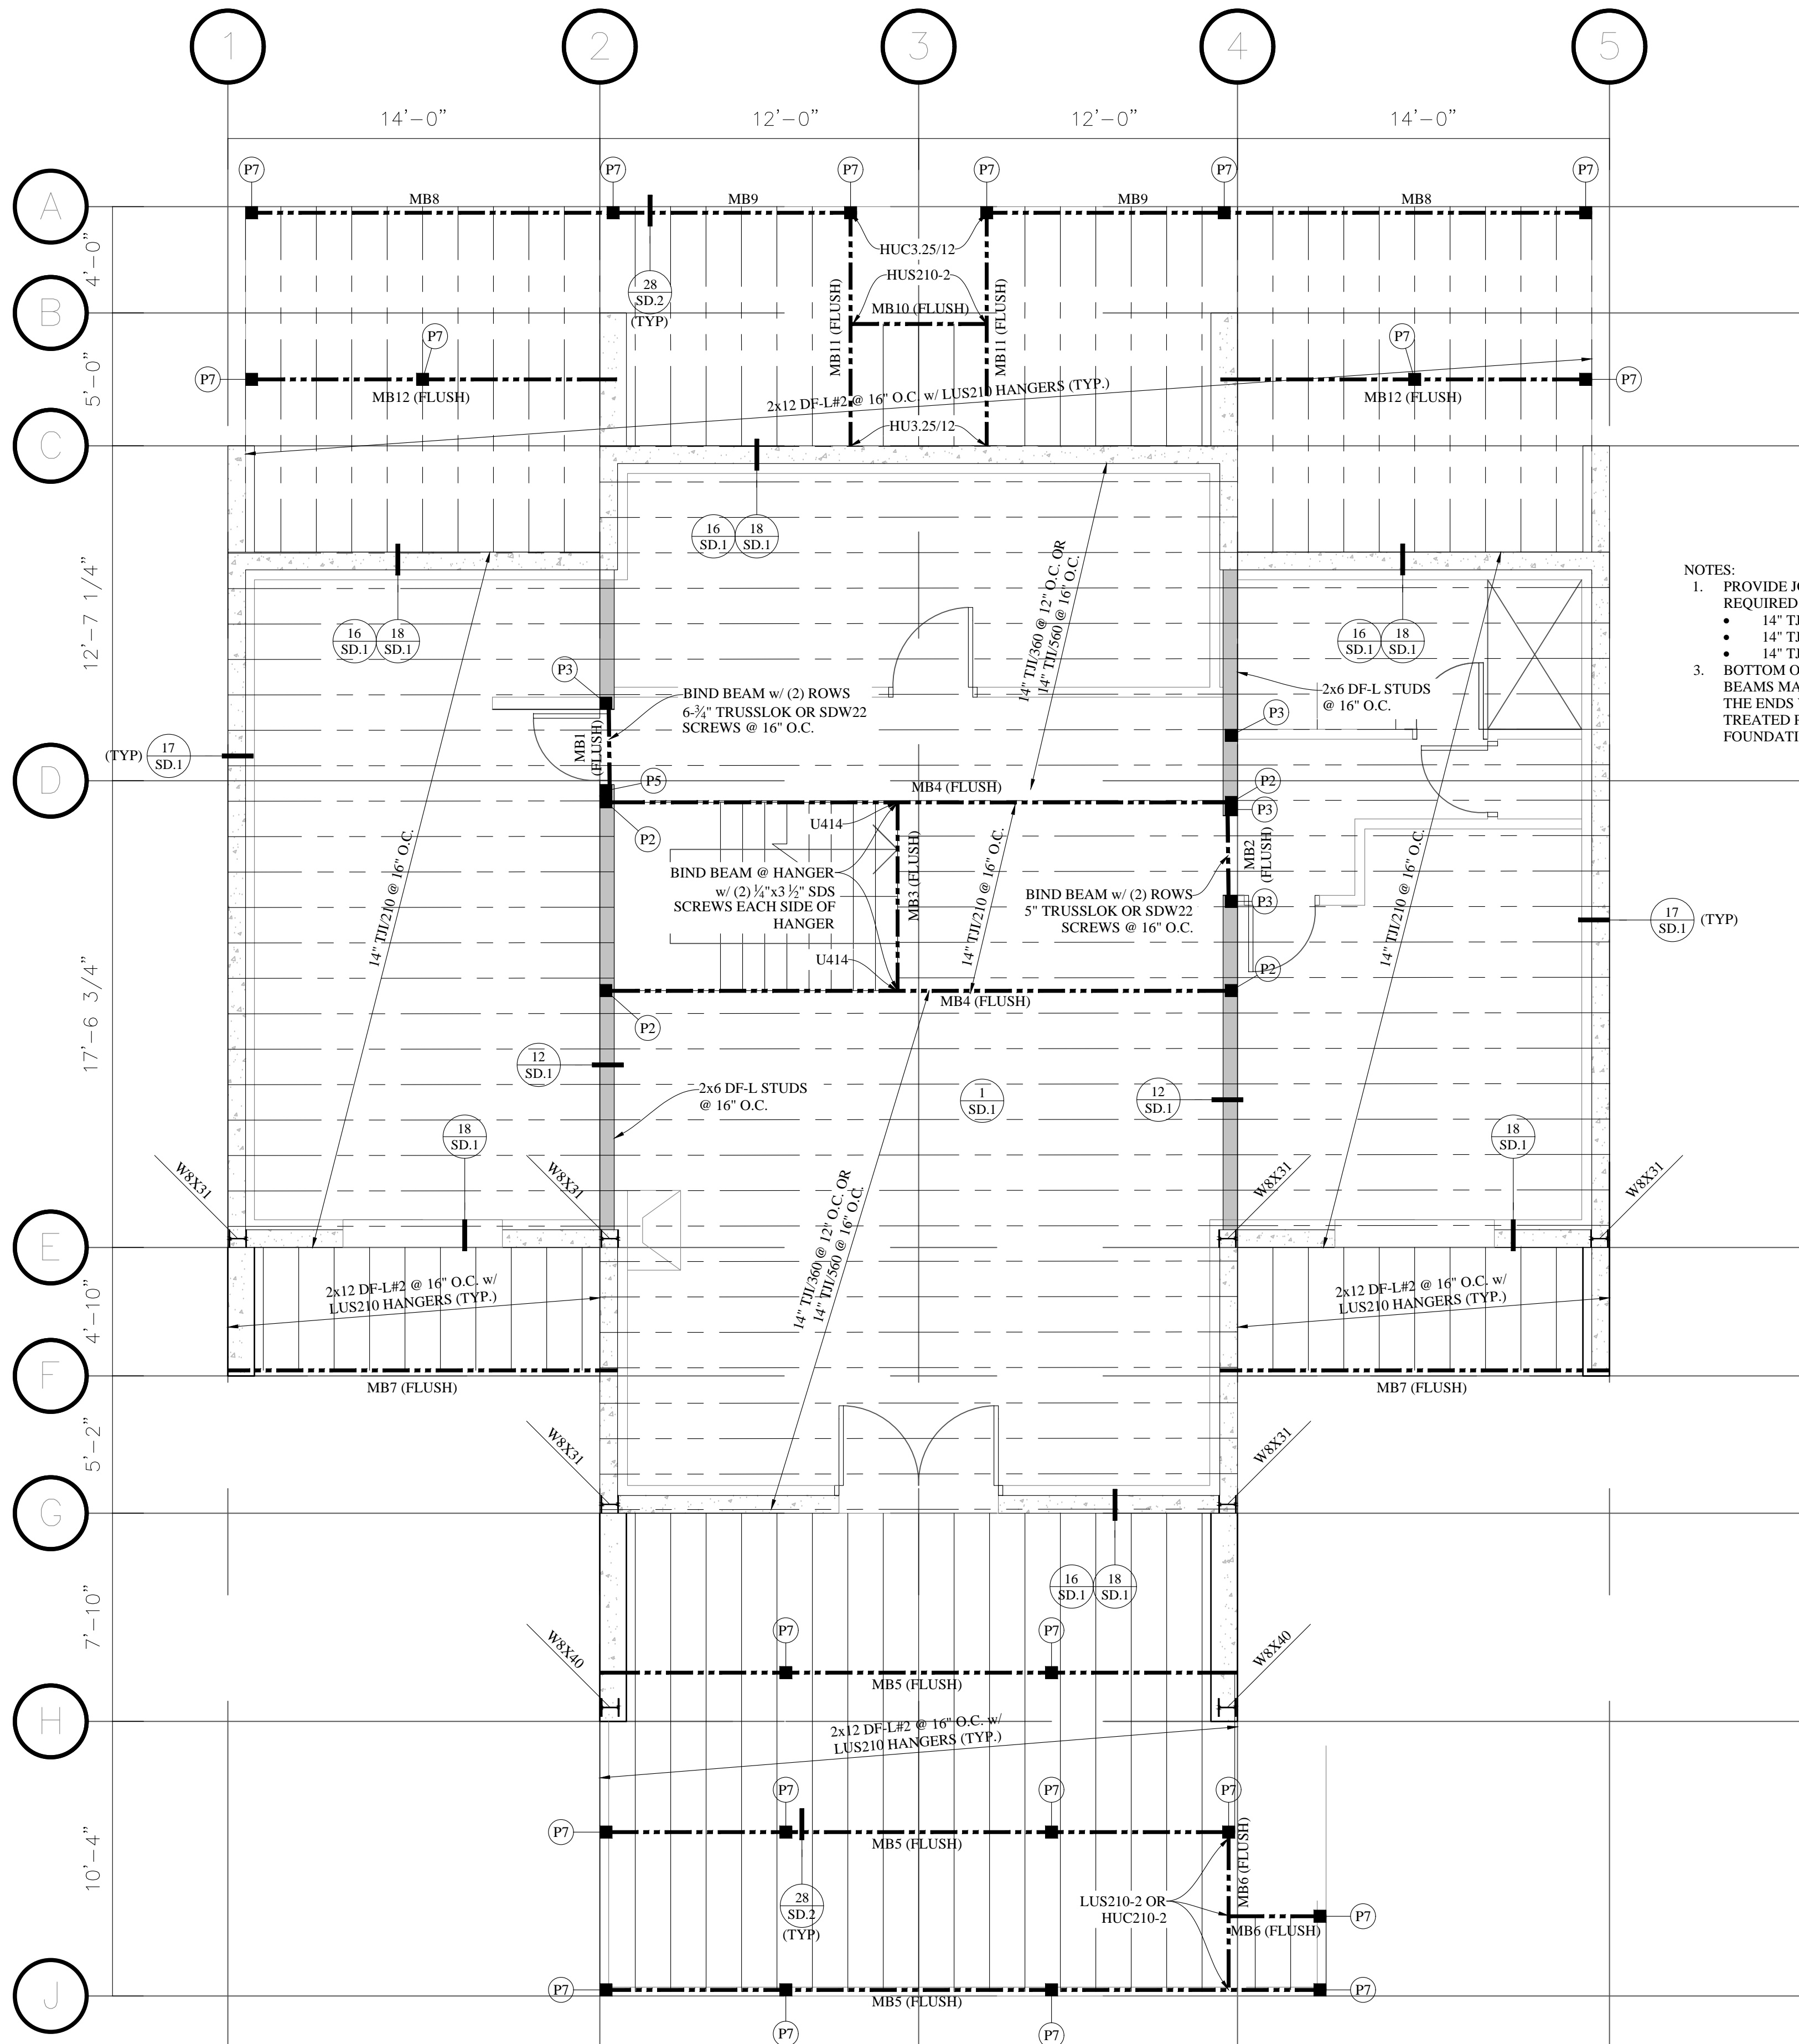 1
2
3
4
5
14'-0"
12'-0"
12'-0"
14'-0"
P7
P7
P7
P7
P7
P7
A
MB8
MB9
MB9
MB8
4'-0"
HUC3.25/12
HUS210-2
28
SD.2
(TYP)
MB10 (FLUSH)
MB11 (FLUSH)
MB11 (FLUSH)
B
P7
P7
P7
P7
5'-0"
MB12 (FLUSH)
2x12 DF-L#2 @ 16" O.C. w/ LUS210 HANGERS (TYP.)
MB12 (FLUSH)
HU3.25/12
C
16
SD.1
18
SD.1
14" TJI/360 @ 12" O.C. OR
14" TJI/560 @ 16" O.C.
NOTES:
1. PROVIDE
REQUIRED
• 14"
• 14"
• 14"
3. BOTTOM
BEAMS
THE ENDS
TREATED
12'-7 1/4"
16
SD.1
18
SD.1
16
SD.1
18
SD.1
P3
BIND BEAM w/ (2) ROWS
6-¾" TRUSSLOK OR SDW22
SCREWS @ 16" O.C.
2x6 DF-L STUDS
@ 16" O.C.
P3
MB1
(FLUSH)
(TYP)
17
SD.1
D
P5
MB4 (FLUSH)
P2
P3
U414
P2
14" TJI/210 @ 16" O.C.
BIND BEAM @ HANGER
w/ (2) ¼"x3 ½" SDS
SCREWS EACH SIDE OF
HANGER
MB3 (FLUSH)
14" TJI/210 @ 16" O.C.
MB2
(FLUSH)
BIND BEAM w/ (2) ROWS
5" TRUSSLOK OR SDW22
SCREWS @ 16" O.C.
P3
14" TJI/210 @ 16" O.C.
17
SD.1
(TYP)
17'-6 3/4"
U414
P2
MB4 (FLUSH)
P2
12
SD.1
2x6 DF-L STUDS
@ 16" O.C.
1
SD.1
12
SD.1
18
SD.1
18
SD.1
W8X31
W8X31
W8X31
W8X31
14" TJI/360 @ 12" O.C. OR
14" TJI/560 @ 16" O.C.
E
4'-10"
2x12 DF-L#2 @ 16" O.C. w/
LUS210 HANGERS (TYP.)
2x12 DF-L#2 @ 16" O.C. w/
LUS210 HANGERS (TYP.)
F
MB7 (FLUSH)
MB7 (FLUSH)
5'-2"
W8X31
W8X31
G
16
SD.1
18
SD.1
7'-10"
P7
P7
W8X40
W8X40
MB5 (FLUSH)
H
2x12 DF-L#2 @ 16" O.C. w/
LUS210 HANGERS (TYP.)
P7
P7
P7
P7
MB5 (FLUSH)
MB6 (FLUSH)
10'-4"
28
SD.2
(TYP)
LUS210-2 OR
HUC210-2
P7
MB6 (FLUSH)
J
P7
MB5 (FLUSH)
P7
P7
P7